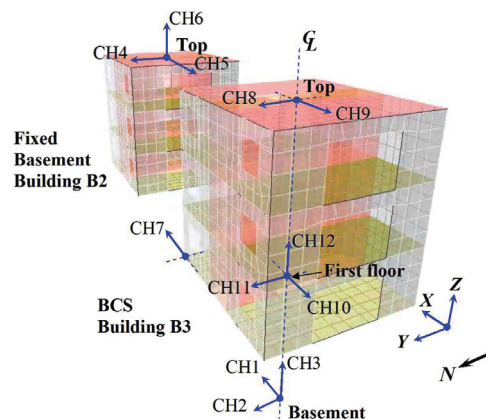 CH6
CH4
Top
CH5
℄
Top
CH8
CH9
Fixed
Basement
Building B2
CH7
CH12
First floor
CH11
CH10
BCS
Building B3
Z
X
Y
N
CH1
CH3
CH2
Basement